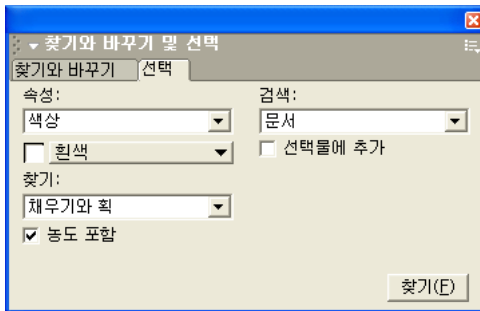 찾기와 바꾸기 및 선택
찾기와 바꾸기 선택
속성: 검색:
색상 문서
흰색 선택물에 추가
찾기:
채우기와 획
농도 포함
찾기(F)